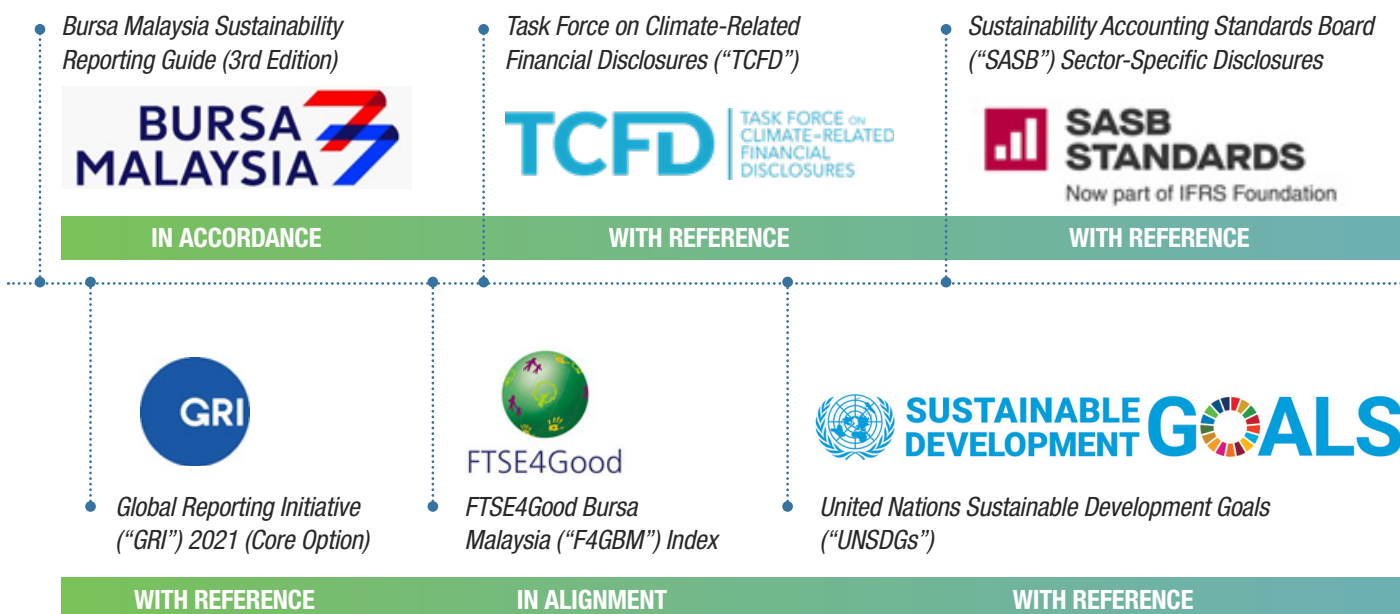 Bursa Malaysia Sustainability
Reporting Guide (3rd Edition)
BURSA
MALAYSIA
IN ACCORDANCE
Task Force on Climate-Related
Financial Disclosures (“TCFD”)
TCFD
TASK FORCE ON
CLIMATE-RELATED
FINANCIAL
DISCLOSURES
WITH REFERENCE
Sustainability Accounting Standards Board
(“SASB”) Sector-Specific Disclosures
SASB
STANDARDS
Now part of IFRS Foundation
WITH REFERENCE
GRI
Global Reporting Initiative
(“GRI”) 2021 (Core Option)
WITH REFERENCE
FTSE4Good
FTSE4Good Bursa
Malaysia (“F4GBM”) Index
IN ALIGNMENT
SUSTAINABLE
DEVELOPMENT
GOALS
United Nations Sustainable Development Goals
(“UNSDGs”)
WITH REFERENCE